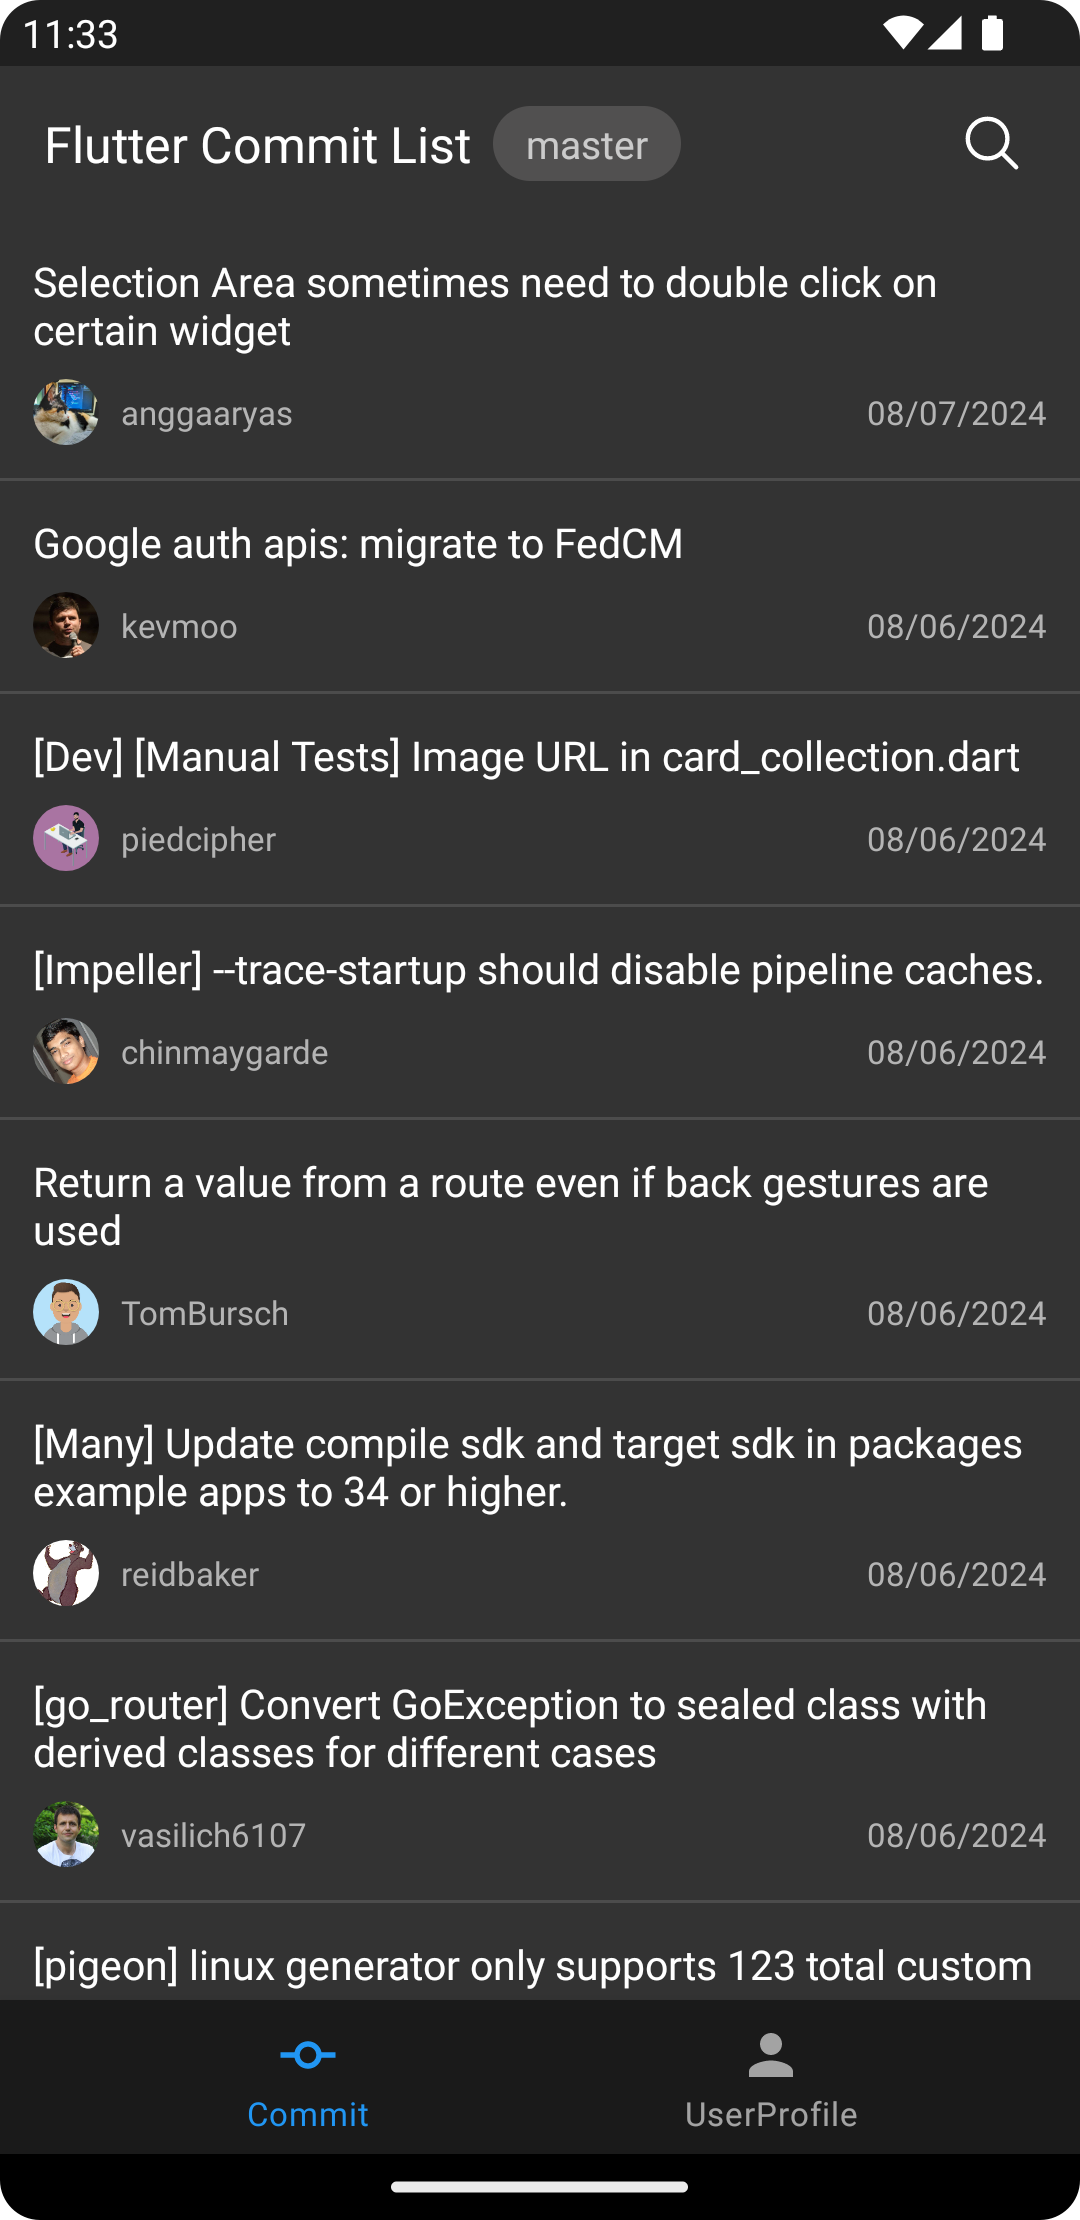 11:33
Flutter Commit List master
Selection Area sometimes need to double click on
certain widget
anggaaryas 08/07/2024
Google auth apis: migrate to FedCM
kevmoo 08/06/2024
[Dev] [Manual Tests] Image URL in card_collection.dart
piedcipher 08/06/2024
[Impeller] --trace-startup should disable pipeline caches.
chinmaygarde 08/06/2024
Return a value from a route even if back gestures are
used
TomBursch 08/06/2024
[Many] Update compile sdk and target sdk in packages
example apps to 34 or higher.
reidbaker 08/06/2024
[go_router] Convert GoException to sealed class with
derived classes for different cases
vasilich6107 08/06/2024
[pigeon] linux generator only supports 123 total custom
Commit UserProfile